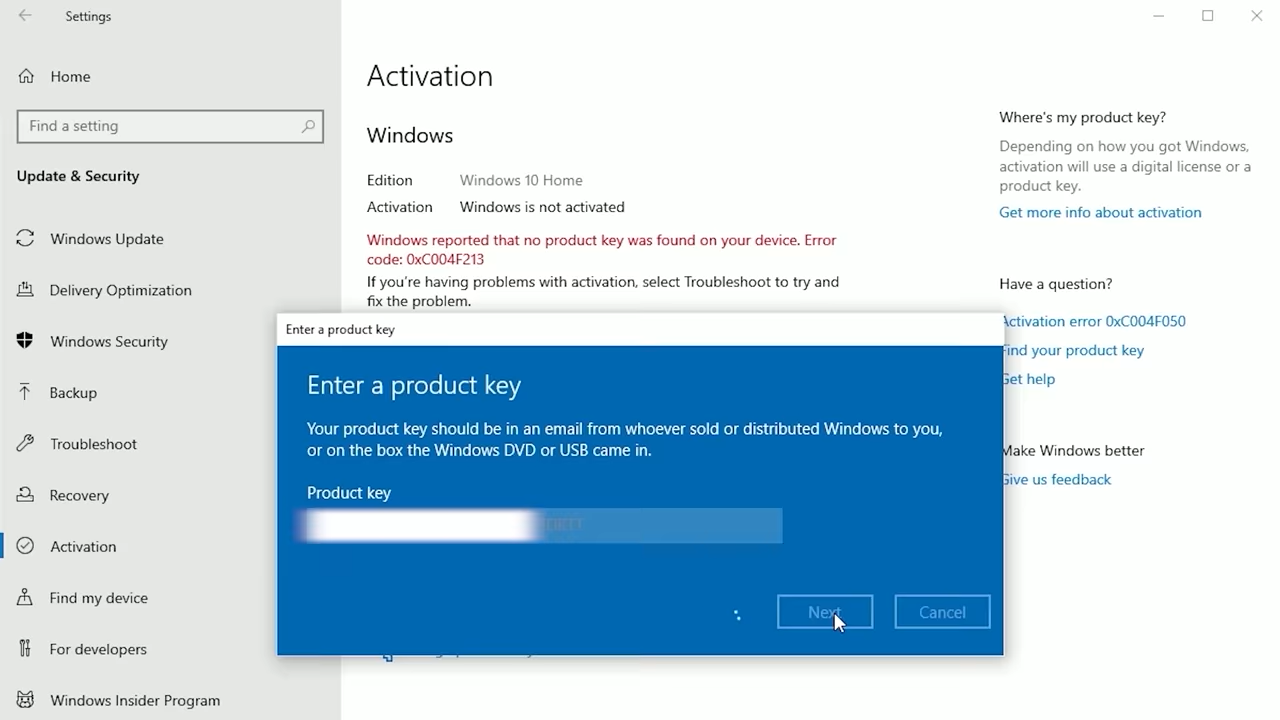 Settings
Home
Find a setting
Update & Security
Windows Update
Delivery Optimization
Windows Security
Backup
Troubleshoot
Recovery
Activation
Find my device
For developers
Windows Insider Program
Activation
Windows
Edition Windows 10 Home
Activation Windows is not activated
Windows reported that no product key was found on your device. Error
code: 0xC004F213
If you're having problems with activation, select Troubleshoot to try and
fix the problem.
Enter a product key
Enter a product key
Your product key should be in an email from whoever sold or distributed Windows to you,
or on the box the Windows DVD or USB came in.
Product key
Next
Cancel
Where's my product key?
Depending on how you got Windows,
activation will use a digital license or a
product key.
Get more info about activation
Have a question?
Activation error 0xC004F050
Find your product key
Get help
Make Windows better
Give us feedback